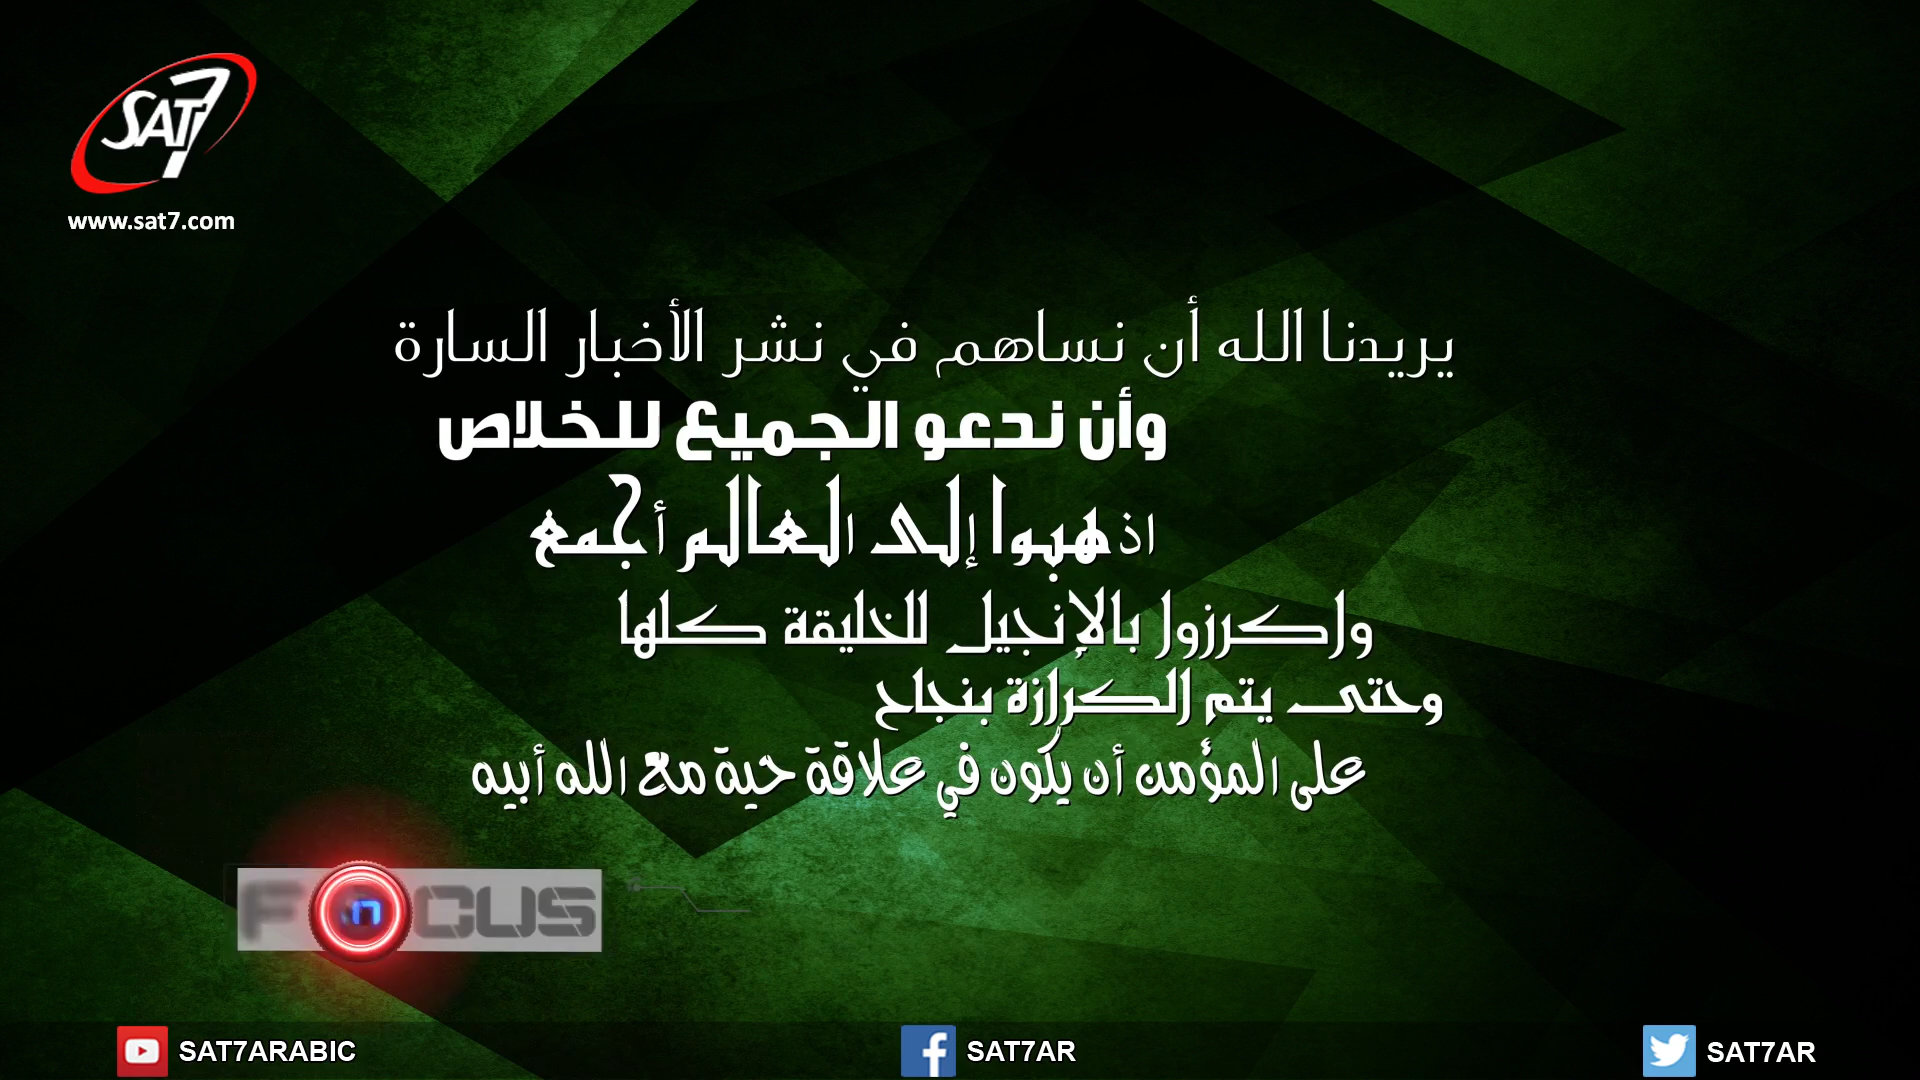 SAT7
www.sat7.com
يريدنا الله أن نساهم في نشر الأخبار السارة
وأن ندعو الجميع للخلاص
اذهبوا إلى العالم أجمع
واكرزوا بالإنجيل للخليقة كلها
وحتى يتم الكرازة بنجاح
على المؤمن أن يكون في علاقة حية مع الله أبيه
FnCUS
SAT7ARABIC
SAT7AR
SAT7AR